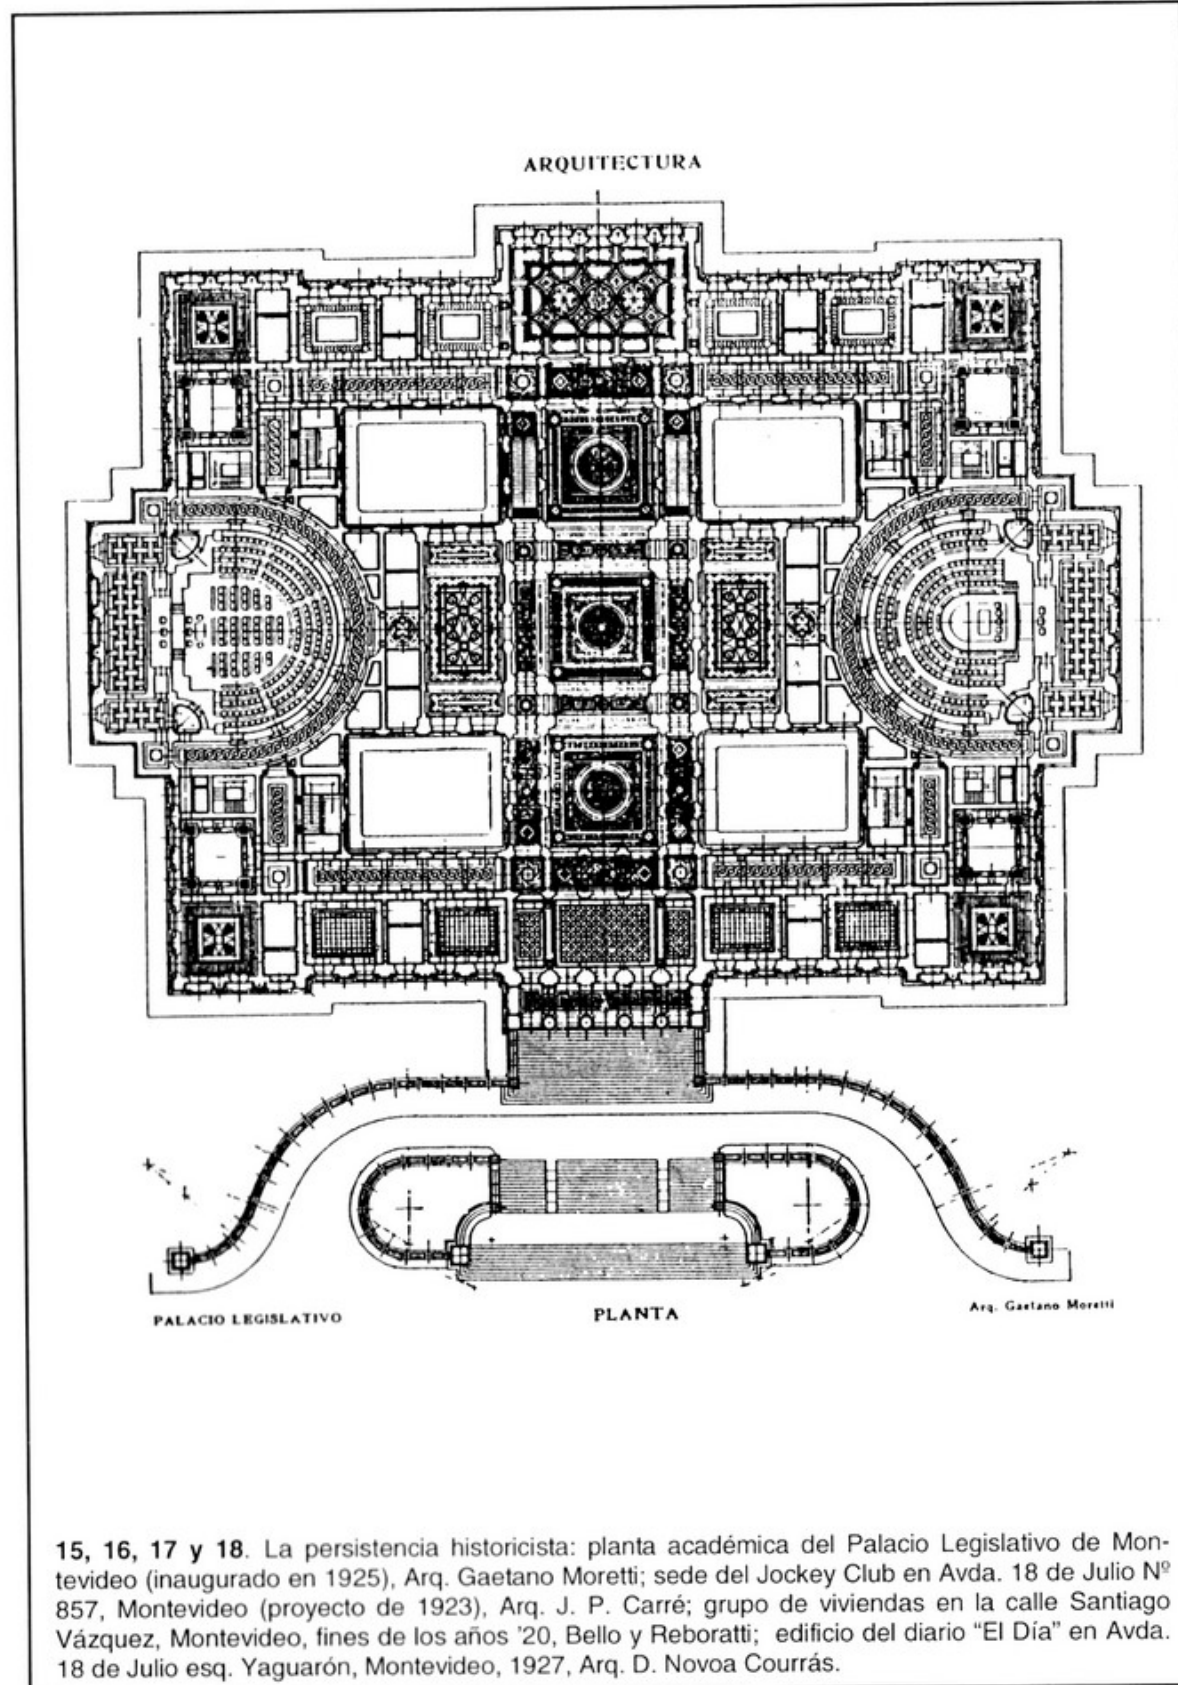 ARQUITECTURA
PALACIO LEGISLATIVO
PLANTA
Arq. Gaetano Moretti
15, 16, 17 y 18. La persistencia historicista: planta académica del Palacio Legislativo de Mon-
tevideo (inaugurado en 1925), Arq. Gaetano Moretti; sede del Jockey Club en Avda. 18 de Julio Nº
857, Montevideo (proyecto de 1923), Arq. J. P. Carré; grupo de viviendas en la calle Santiago
Vázquez, Montevideo, fines de los años '20, Bello y Reboratti; edificio del diario “El Día” en Avda.
18 de Julio esq. Yaguarón, Montevideo, 1927, Arq. D. Novoa Courrás.